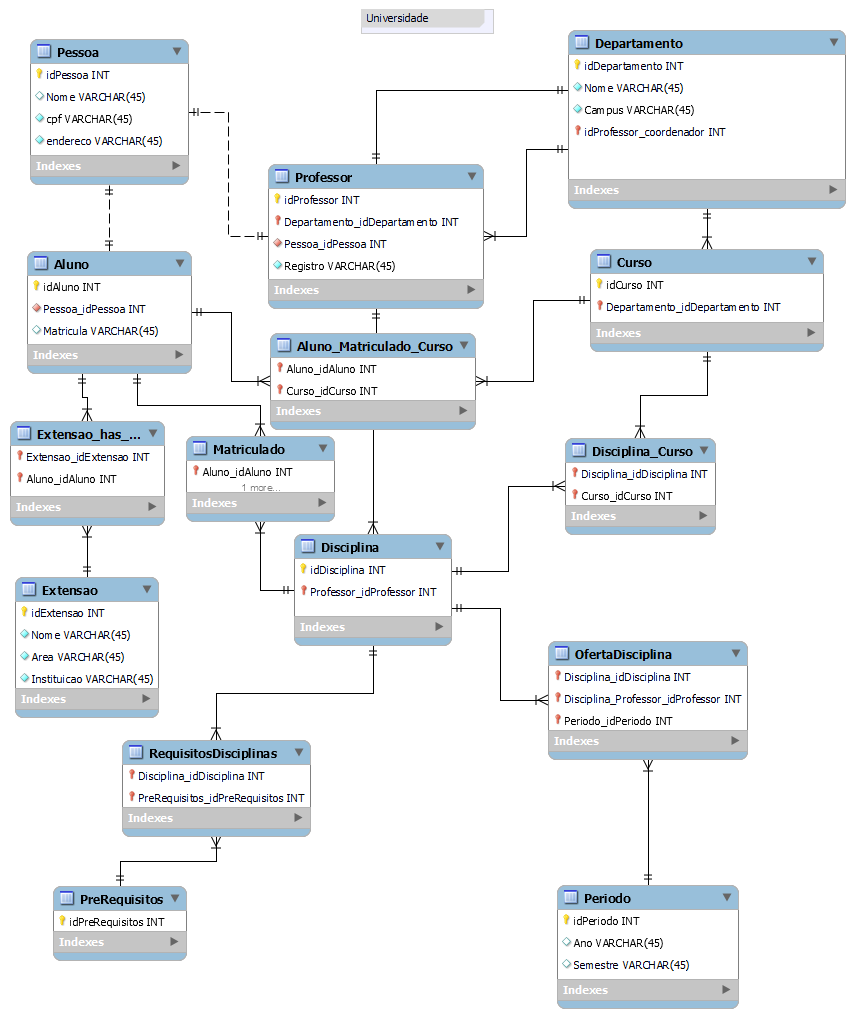 Universidade
Pessoa
idPessoa INT
Nome VARCHAR(45)
cpf VARCHAR(45)
endereco VARCHAR(45)
Indexes
Departamento
idDepartamento INT
Nome VARCHAR(45)
Campus VARCHAR(45)
idProfessor_coordenador INT
Indexes
Professor
idProfessor INT
Departamento_idDepartamento INT
Pessoa_idPessoa INT
Registro VARCHAR(45)
Indexes
Aluno
idAluno INT
Pessoa_idPessoa INT
Matricula VARCHAR(45)
Indexes
Curso
idCurso INT
Departamento_idDepartamento INT
Indexes
Aluno_Matriculado_Curso
Aluno_idAluno INT
Curso_idCurso INT
Indexes
Extensao_has_...
Extensao_idExtensao INT
Aluno_idAluno INT
Indexes
Matriculado
Aluno_idAluno INT
1 more...
Indexes
Disciplina_Curso
Disciplina_idDisciplina INT
Curso_idCurso INT
Indexes
Disciplina
idDisciplina INT
Professor_idProfessor INT
Indexes
Extensao
idExtensao INT
Nome VARCHAR(45)
Area VARCHAR(45)
Instituicao VARCHAR(45)
Indexes
OfertaDisciplina
Disciplina_idDisciplina INT
Disciplina_Professor_idProfessor INT
Periodo_idPeriodo INT
Indexes
RequisitosDisciplinas
Disciplina_idDisciplina INT
PreRequisitos_idPreRequisitos INT
Indexes
PreRequisitos
idPreRequisitos INT
Indexes
Periodo
idPeriodo INT
Ano VARCHAR(45)
Semestre VARCHAR(45)
Indexes